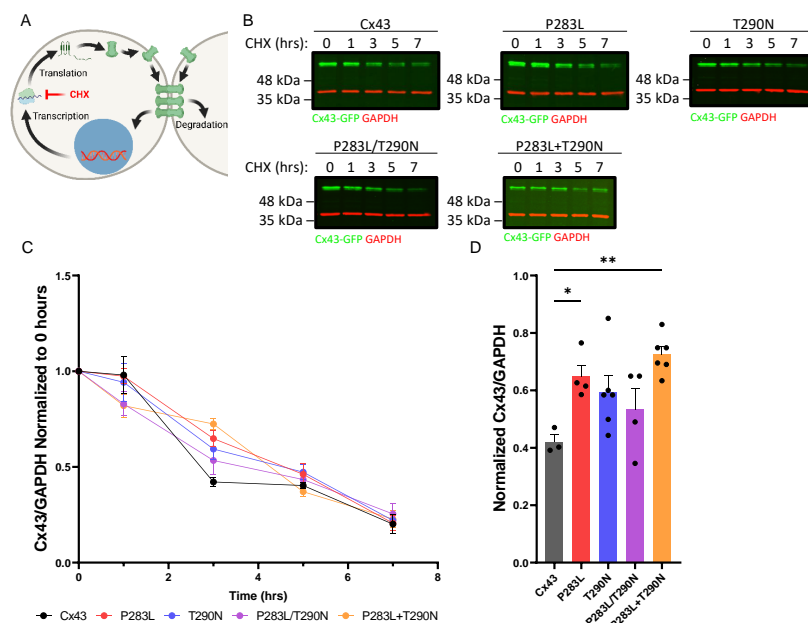 A
Translation
CHX
Transcription
Degradation
B
Cx43
P283L
T290N
CHX (hrs): 0 1 3 5 7
0 1 3 5 7
0 1 3 5 7
48 kDa
35 kDa
48 kDa
35 kDa
Cx43-GFP GAPDH
Cx43-GFP GAPDH
Cx43-GFP GAPDH
P283L/T290N
P283L+T290N
CHX (hrs): 0 1 3 5 7
0 1 3 5 7
48 kDa
35 kDa
48 kDa
35 kDa
Cx43-GFP GAPDH
Cx43-GFP GAPDH
C
Cx43/GAPDH Normalized to 0 hours
1.5
1.0
0.5
0.0
0 2 4 6 8
Time (hrs)
Cx43 P283L T290N P283L/T290N P283L+T290N
D
Normalized Cx43/GAPDH
1.0
0.8
0.6
0.4
0.2
0.0
**
*
Cx43
P283L
T290N
P283L/T290N
P283L+T290N